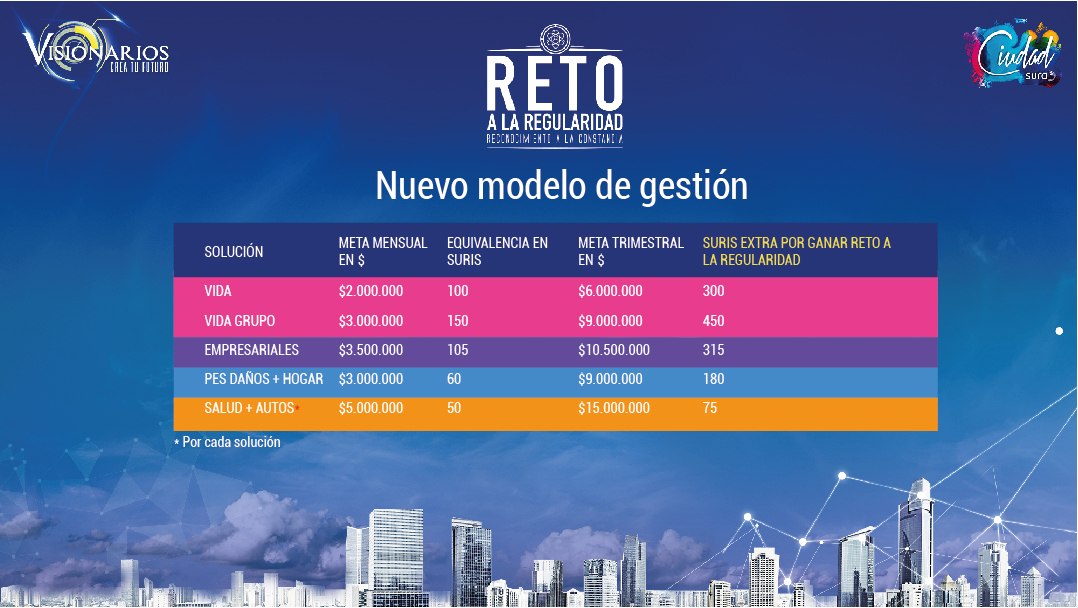 VISIONARIOS
CREA TU FUTURO
Ciudad
sura
RETO
A LA REGULARIDAD
RECONOCIMIENTO A LA CONSTANCIA
Nuevo modelo de gestión
SOLUCIÓN META MENSUAL EN $ EQUIVALENCIA EN SURIS META TRIMESTRAL EN $ SURIS EXTRA POR GANAR RETO A LA REGULARIDAD
VIDA $2.000.000 100 $6.000.000 300
VIDA GRUPO $3.000.000 150 $9.000.000 450
EMPRESARIALES $3.500.000 105 $10.500.000 315
PES DAÑOS + HOGAR $3.000.000 60 $9.000.000 180
SALUD + AUTOS* $5.000.000 50 $15.000.000 75
* Por cada solución